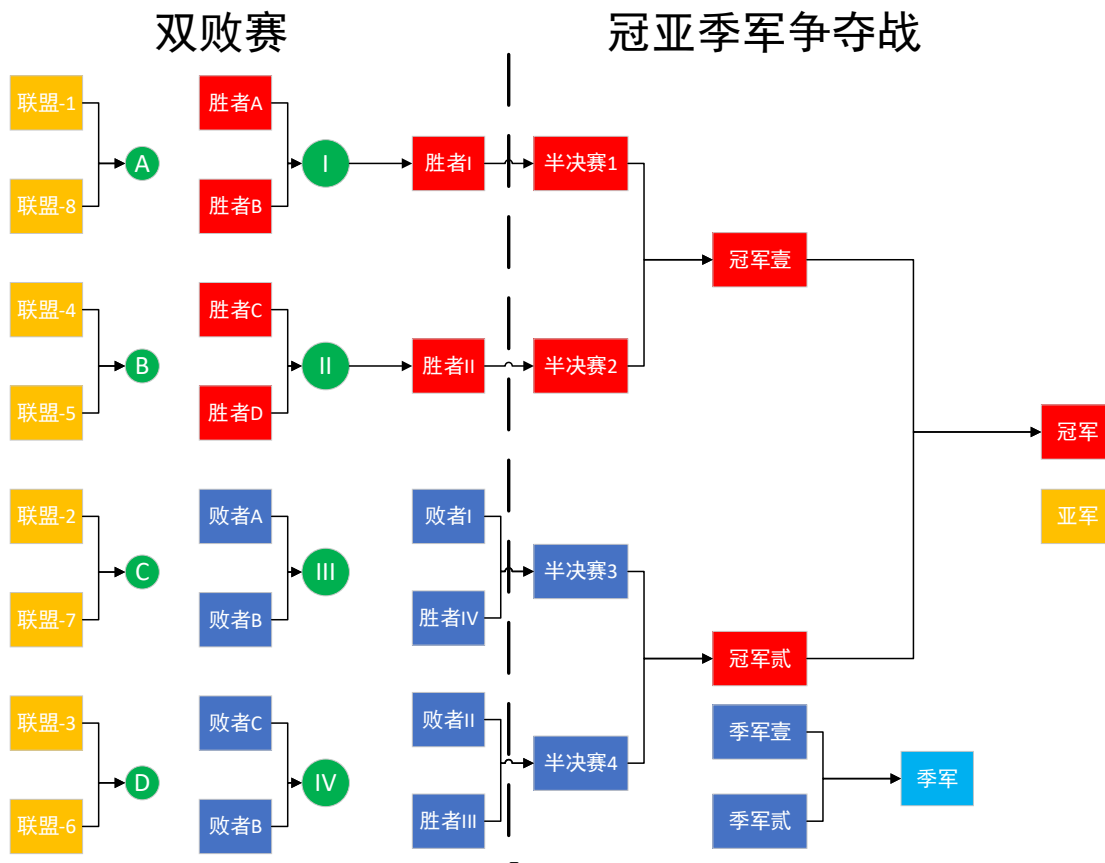 双败赛
冠亚季军争夺战
联盟-1
联盟-8
A
联盟-4
联盟-5
B
联盟-2
联盟-7
C
联盟-3
联盟-6
D
胜者A
胜者B
I
胜者C
胜者D
II
败者A
败者B
III
败者C
败者B
IV
胜者I
胜者II
败者I
胜者IV
败者II
胜者III
半决赛1
半决赛2
半决赛3
半决赛4
冠军壹
冠军贰
季军壹
季军贰
季军
冠军
亚军